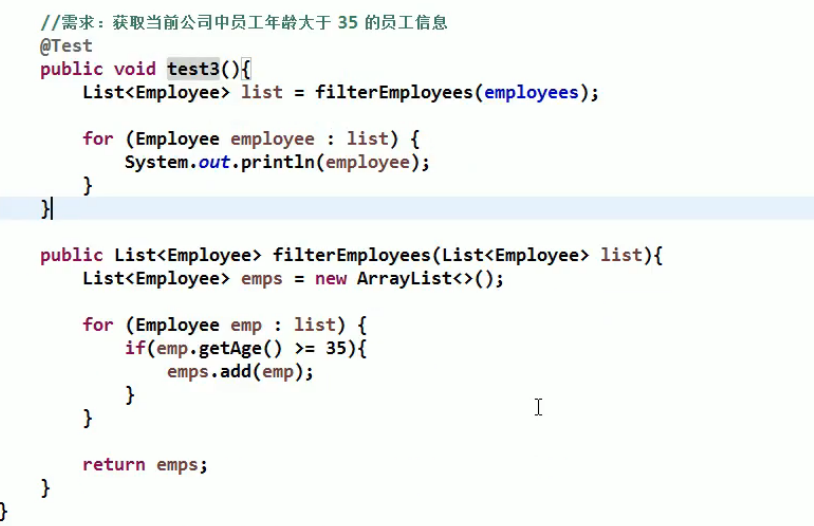 //需求：获取当前公司中员工年龄大于 35 的员工信息
@Test
public void test3(){
List<Employee> list = filterEmployees(employees);
for (Employee employee : list) {
System.out.println(employee);
}
}
public List<Employee> filterEmployees(List<Employee> list){
List<Employee> emps = new ArrayList<>();
for (Employee emp : list) {
if(emp.getAge() >= 35){
emps.add(emp);
}
}
return emps;
}
}